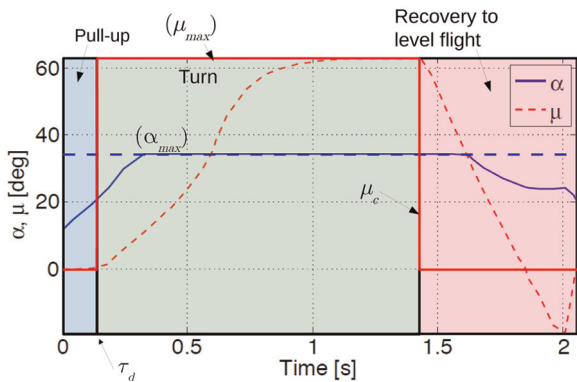 Pull-up
(μmax)
Recovery to
level flight
60
Turn
α
μ
40
(αmax)
α, μ [deg]
20
μc
0
0
0.5
1
1.5
2
Time [s]
τd